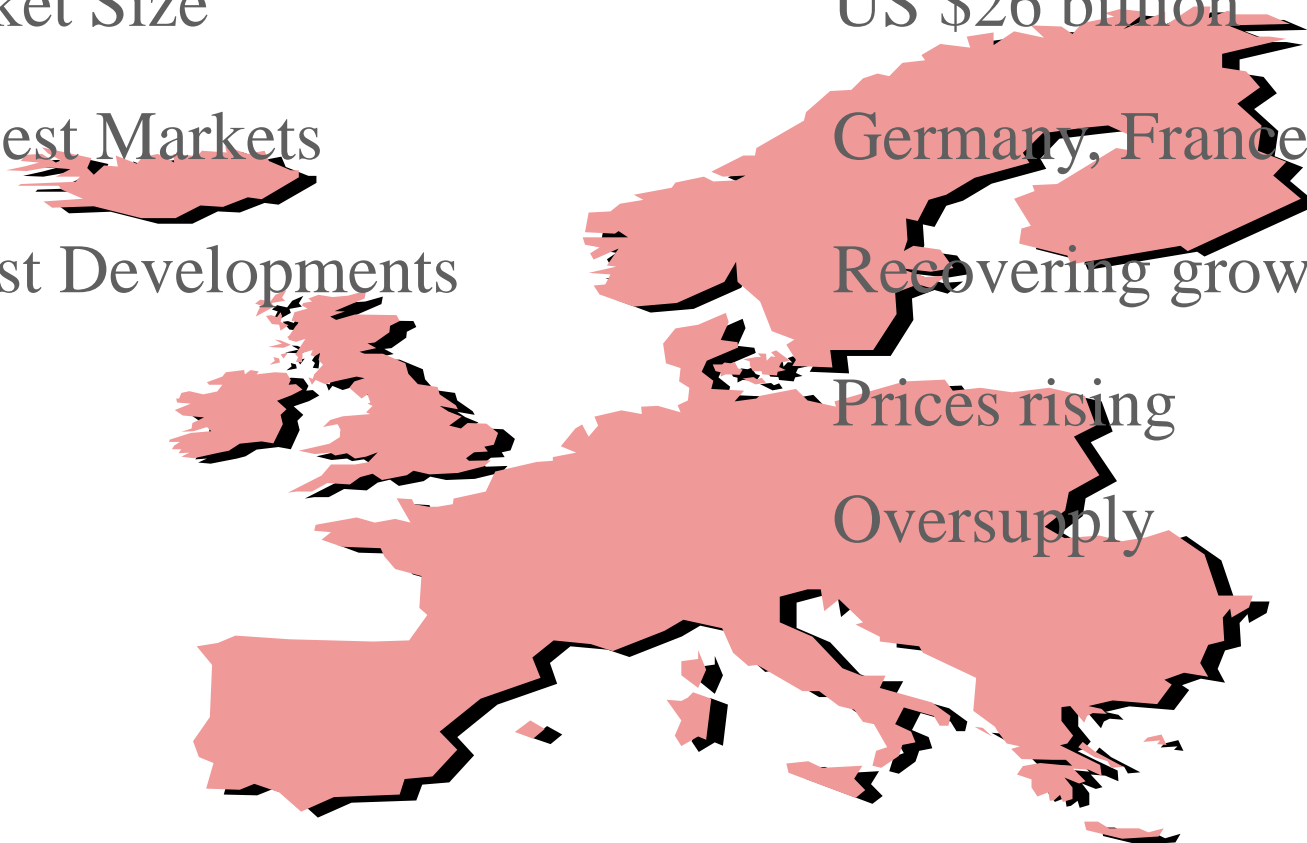 ket Size US $26 billion
est Markets Germany, France
st Developments Recovering grow
Prices rising
Oversupply